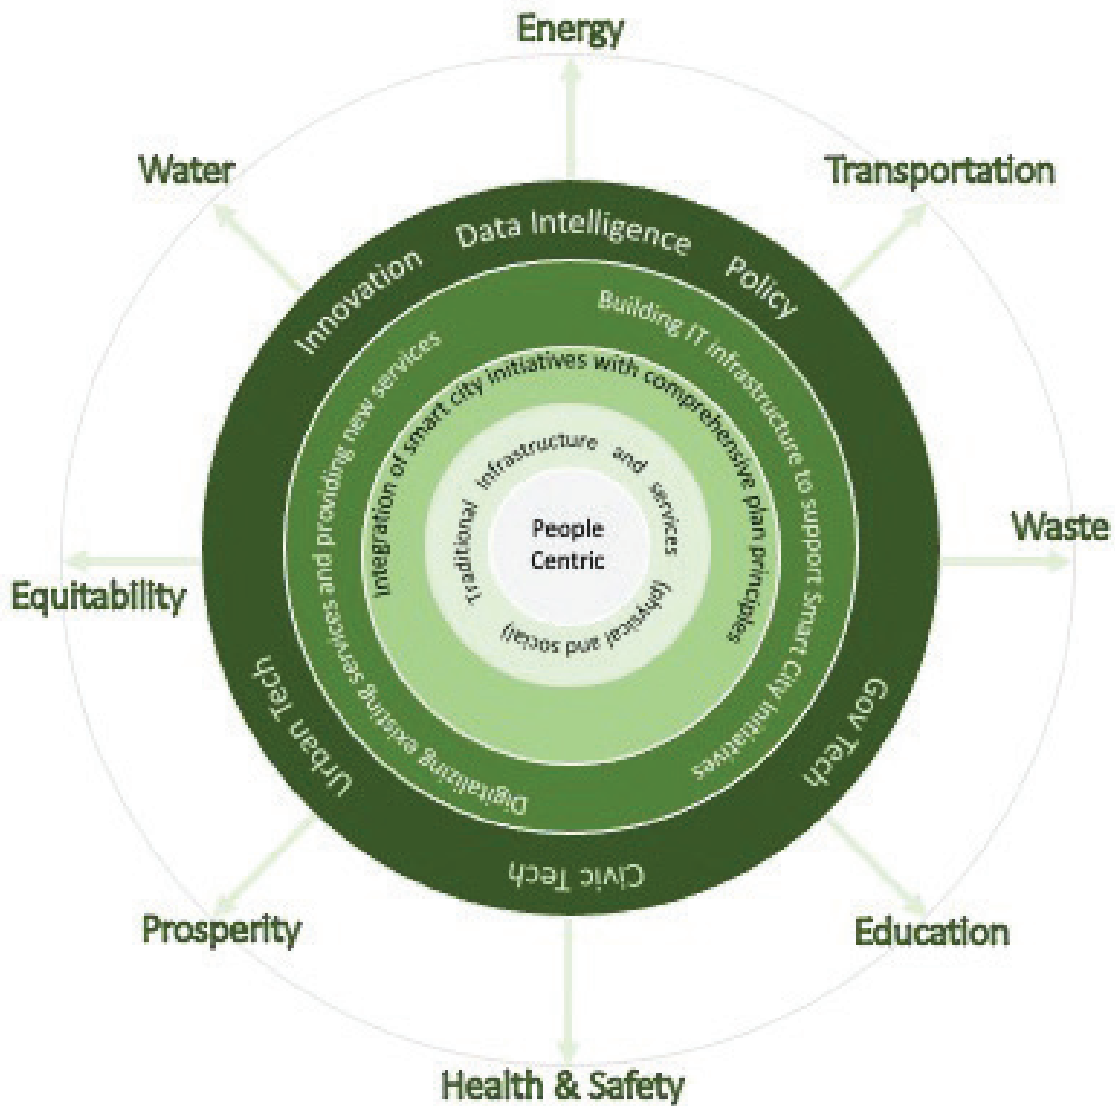 Energy
Water
Transportation
Innovation
Data Intelligence
Policy
Building IT infrastructure to support Smart City initiatives
Digitalizing existing services and providing new services
Integration of smart city initiatives with comprehensive plan principles
Traditional infrastructure and services (physical and social)
People
Centric
Waste
Equitability
Urban Tech
Gov Tech
Civic Tech
Prosperity
Education
Health & Safety